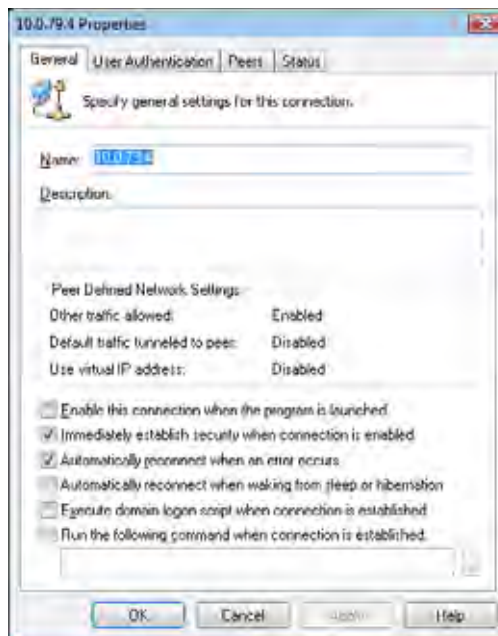 10.0.79.4 Properties
General User Authentication Peers Status
Specify general settings for this connection.
Name: 10.0.79.4
Description:
Peer Defined Network Settings
Other traffic allowed: Enabled
Default traffic tunneled to peer: Disabled
Use virtual IP address: Disabled
Enable this connection when the program is launched
Immediately establish security when connection is enabled
Automatically reconnect when an error occurs
Automatically reconnect when waking from sleep or hibernation
Execute domain logon script when connection is established
Run the following command when connection is established:
OK Cancel Apply Help